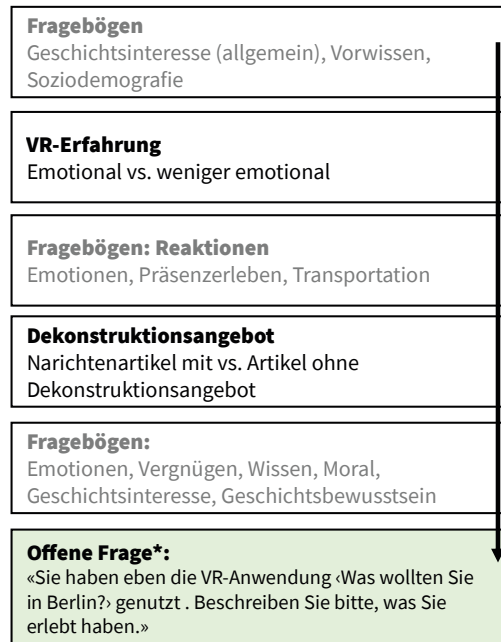 Fragebögen
Geschichtsinteresse (allgemein), Vorwissen,
Soziodemografie
VR-Erfahrung
Emotional vs. weniger emotional
Fragebögen: Reaktionen
Emotionen, Präsenzerleben, Transportation
Dekonstruktionsangebot
Narichtenartikel mit vs. Artikel ohne
Dekonstruktionsangebot
Fragebögen:
Emotionen, Vergnügen, Wissen, Moral,
Geschichtsinteresse, Geschichtsbewusstsein
Offene Frage*:
«Sie haben eben die VR-Anwendung ‹Was wollten Sie
in Berlin?› genutzt . Beschreiben Sie bitte, was Sie
erlebt haben.»